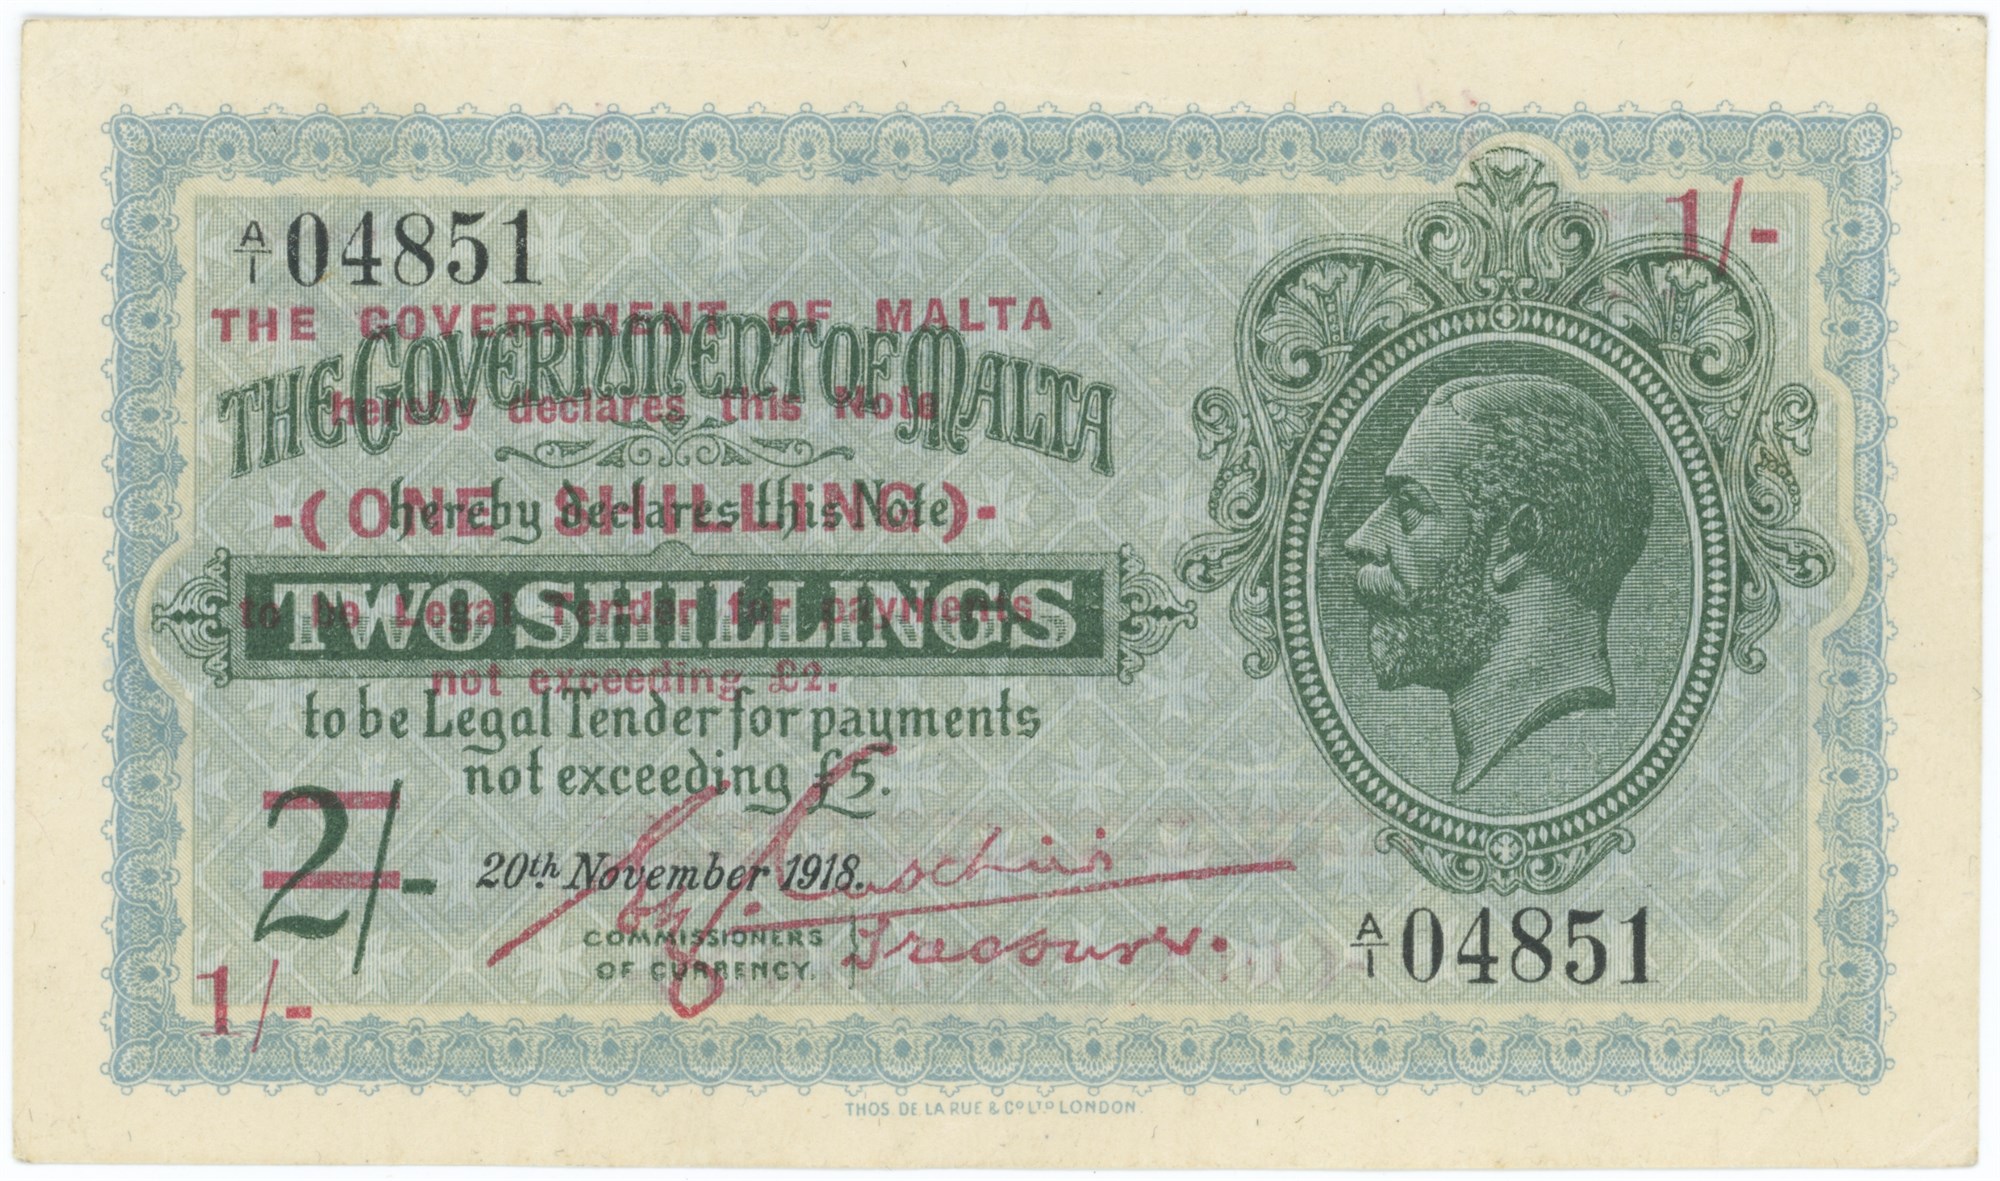 A/1 04851
1/-
THE GOVERNMENT OF MALTA
THE GOVERNMENT OF MALTA
hereby declares this Note
-(ONE SHILLING)-
hereby declares this Note
TWO SHILLINGS
to be Legal Tender for payments
not exceeding £2.
to be Legal Tender for payments
not exceeding £5.
2/-
20th. November 1918.
COMMISSIONERS
OF CURRENCY.
Treasurer.
A/1 04851
1/-
THOS. DE LA RUE & CO LTD LONDON.